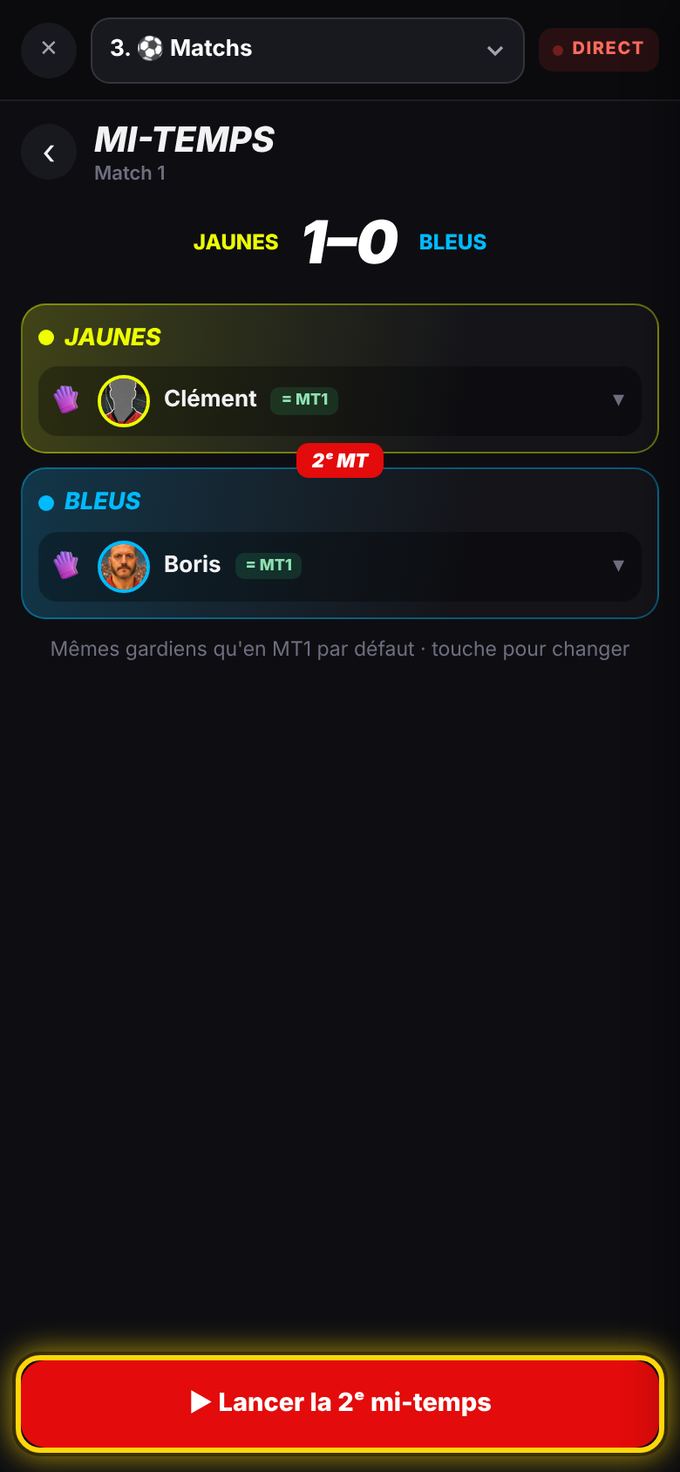 ✕ 3. ⚽ Matchs DIRECT
‹ MI-TEMPS
Match 1
JAUNES 1–0 BLEUS
JAUNES
Clément = MT1 ▼
2ᵉ MT
BLEUS
Boris = MT1 ▼
Mêmes gardiens qu'en MT1 par défaut · touche pour changer
▶ Lancer la 2ᵉ mi-temps